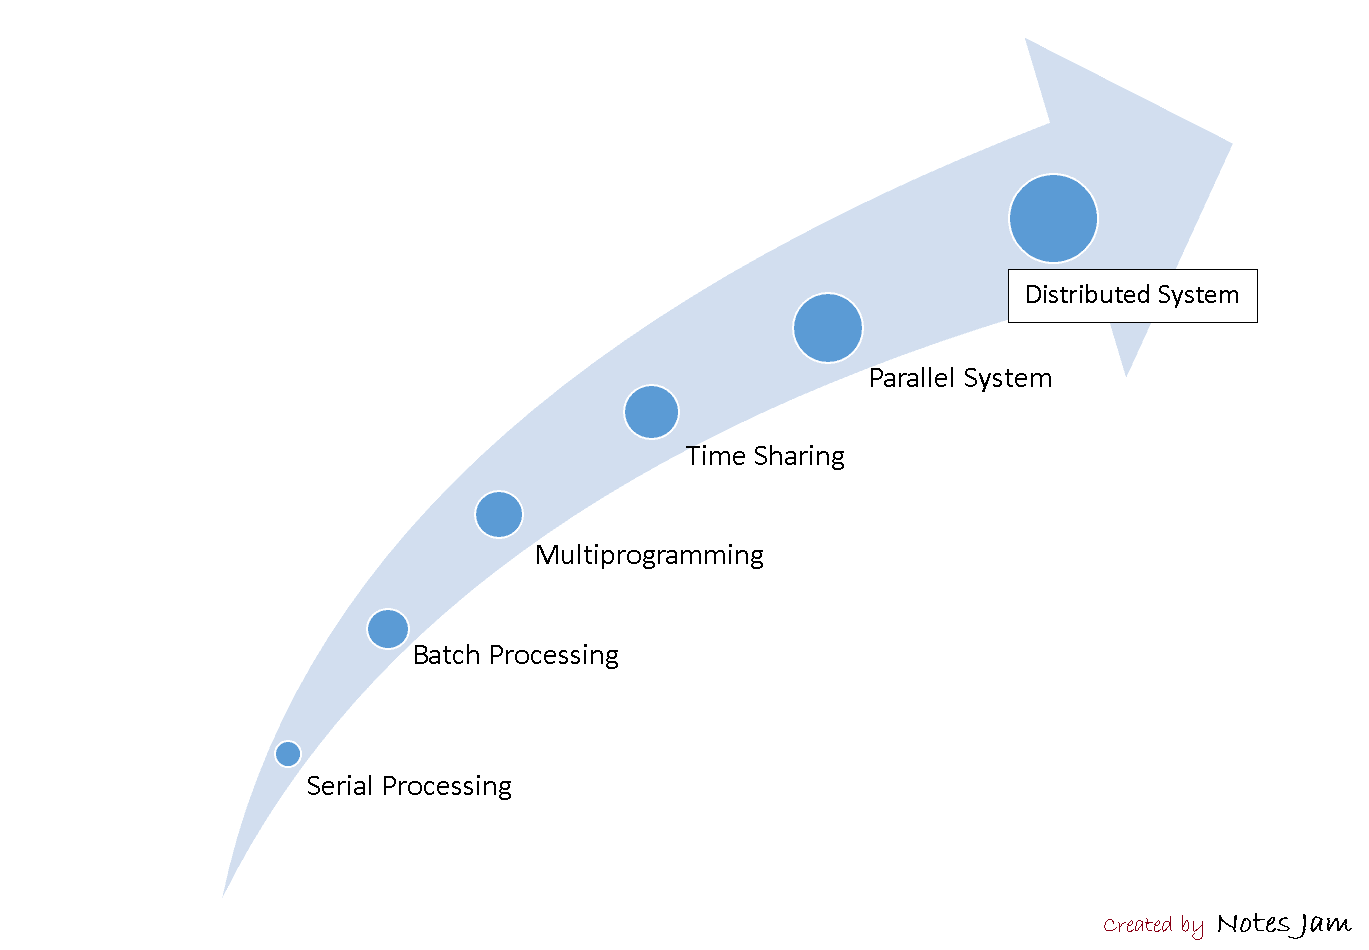 Distributed System
Parallel System
Time Sharing
Multiprogramming
Batch Processing
Serial Processing
Created by Notes Jam